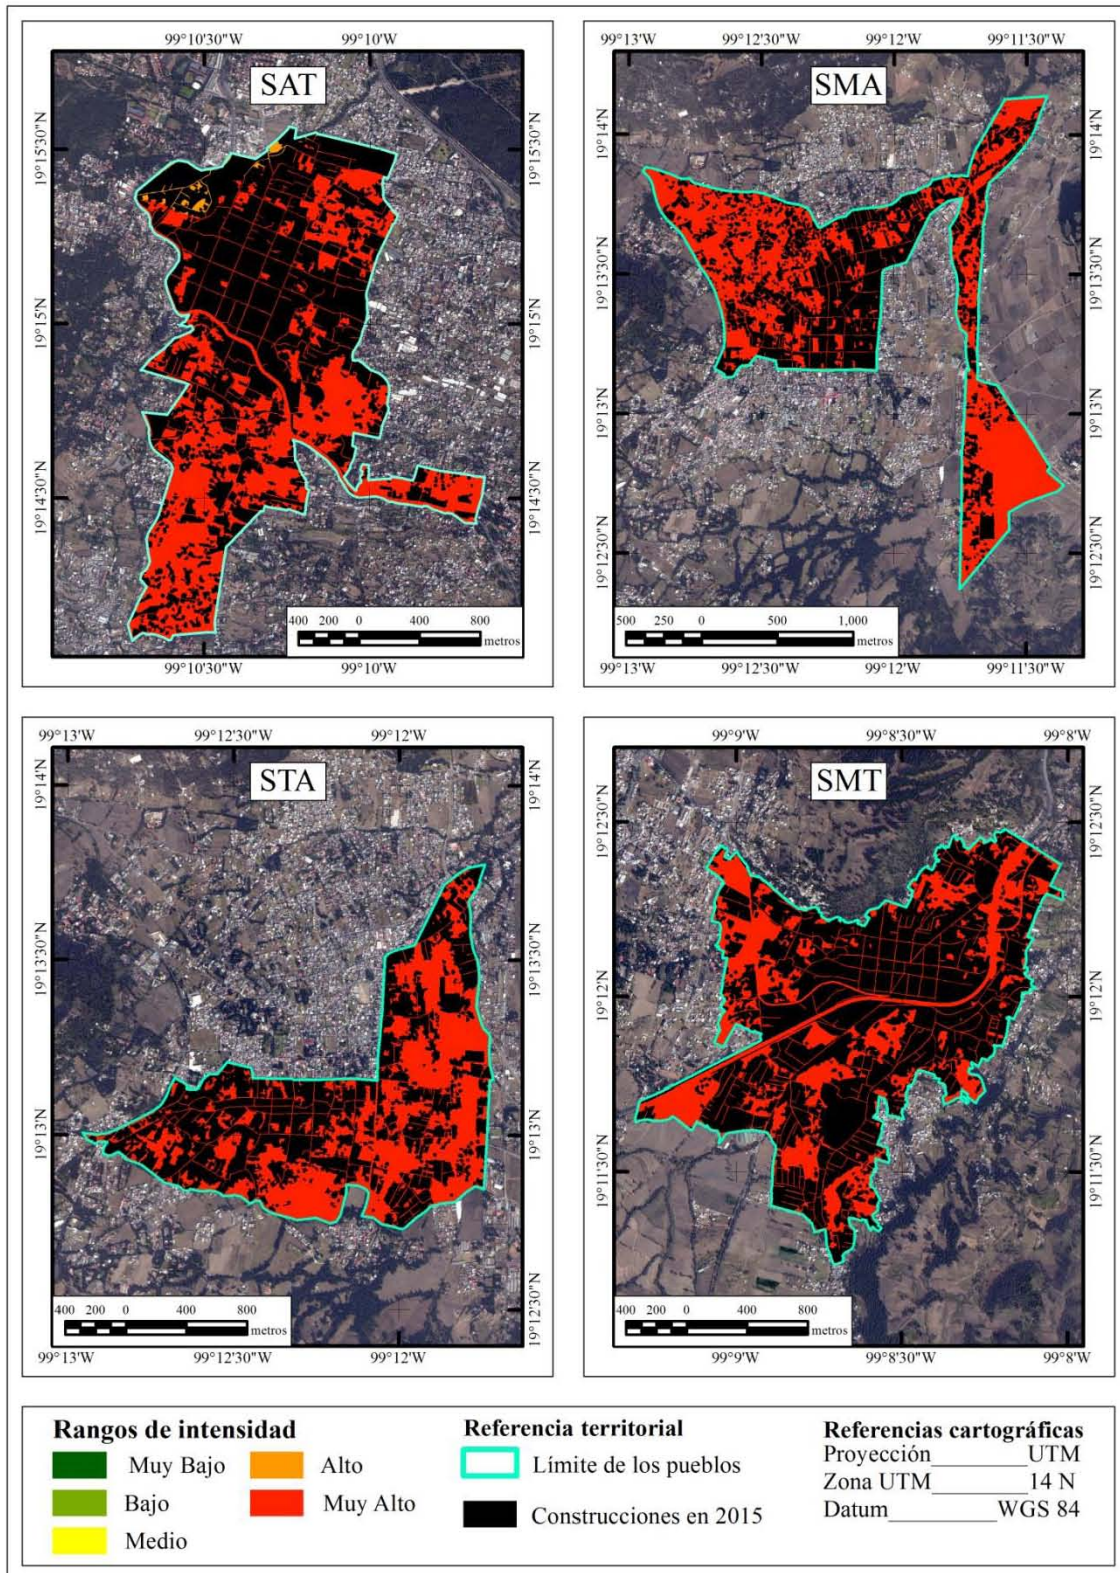 99°10'30"W 99°10'W
SAT
19°15'30"N 19°15'30"N
19°15'N 19°15'N
19°14'30"N 19°14'30"N
400 200 0 400 800
metros
99°10'30"W 99°10'W
99°13'W 99°12'30"W 99°12'W 99°11'30"W
SMA
19°14'N 19°14'N
19°13'30"N 19°13'30"N
19°13'N 19°13'N
19°12'30"N 19°12'30"N
500 250 0 500 1,000
metros
99°13'W 99°12'30"W 99°12'W 99°11'30"W
99°13'W 99°12'30"W 99°12'W
STA
19°14'N 19°14'N
19°13'30"N 19°13'30"N
19°13'N 19°13'N
19°12'30"N 19°12'30"N
400 200 0 400 800
metros
99°13'W 99°12'30"W 99°12'W
99°9'W 99°8'30"W 99°8'W
SMT
19°12'30"N 19°12'30"N
19°12'N 19°12'N
19°11'30"N 19°11'30"N
400 200 0 400 800
metros
99°9'W 99°8'30"W 99°8'W
Rangos de intensidad
Muy Bajo
Bajo
Medio
Alto
Muy Alto
Referencia territorial
Límite de los pueblos
Construcciones en 2015
Referencias cartográficas
Proyección________UTM
Zona UTM_______14 N
Datum__________WGS 84